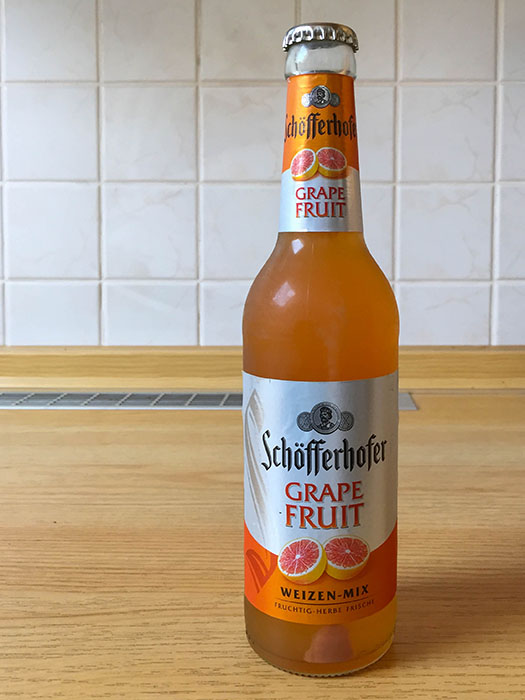 Schöfferhofer
GRAPE
FRUIT
Schöfferhofer
GRAPE
FRUIT
WEIZEN-MIX
FRUCHTIG-HERBE FRISCHE